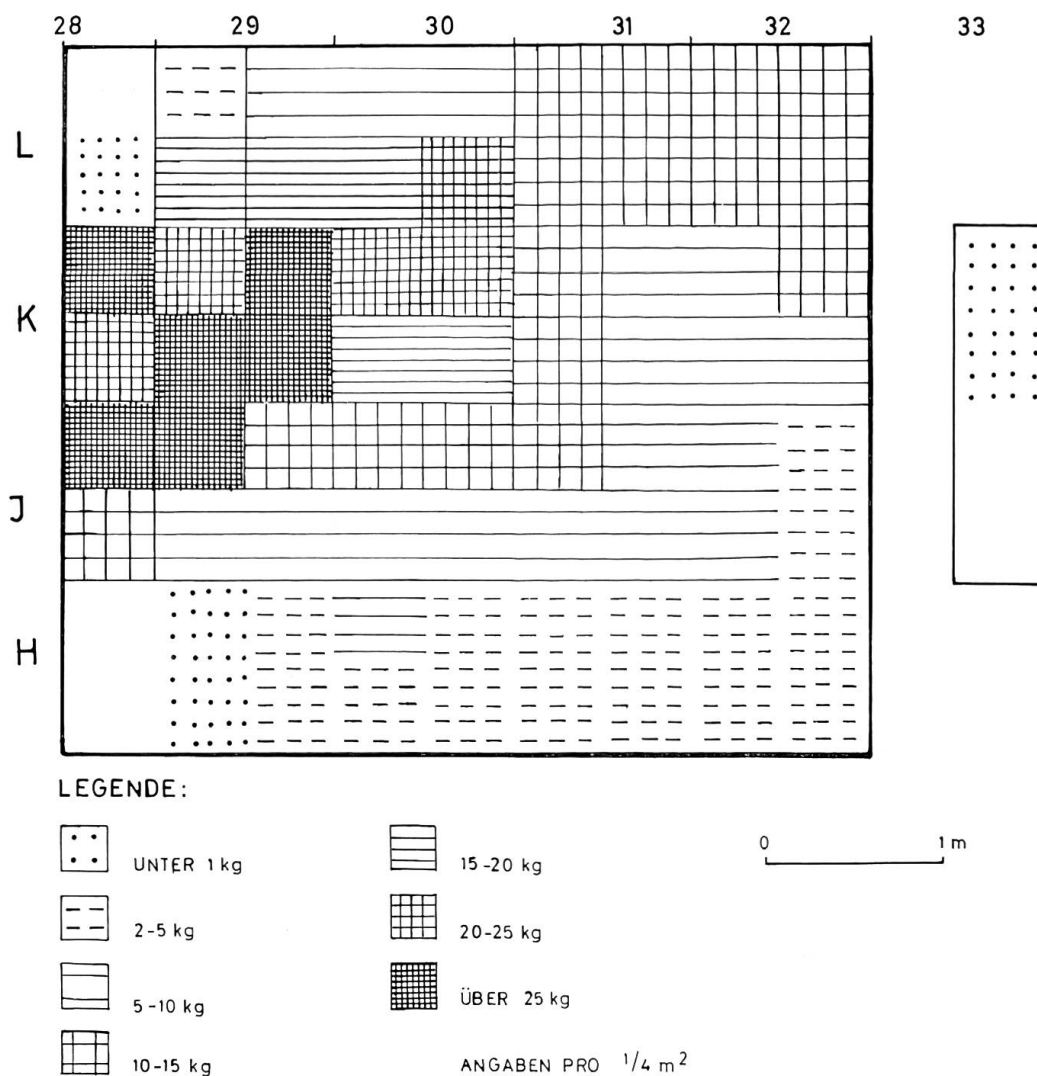 28 29 30 31 32 33
L
K
J
H
LEGENDE:
UNTER 1 kg
2-5 kg
5-10 kg
10-15 kg
15-20 kg
20-25 kg
ÜBER 25 kg
ANGABEN PRO 1/4 m²
0 1 m